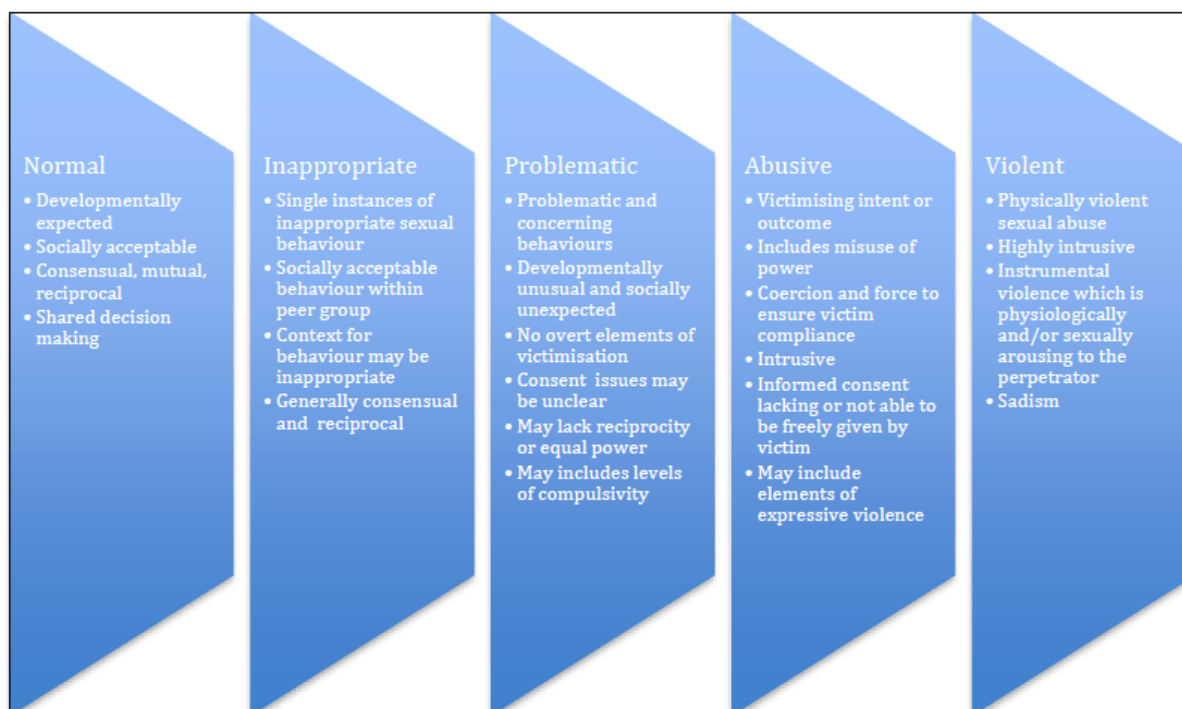 Normal
• Developmentally
expected
• Socially acceptable
• Consensual, mutual,
reciprocal
• Shared decision
making
Inappropriate
• Single instances of
inappropriate sexual
behaviour
• Socially acceptable
behaviour within
peer group
• Context for
behaviour may be
inappropriate
• Generally consensual
and reciprocal
Problematic
• Problematic and
concerning
behaviours
• Developmentally
unusual and socially
unexpected
• No overt elements of
victimisation
• Consent issues may
be unclear
• May lack reciprocity
or equal power
• May includes levels
of compulsivity
Abusive
• Victimising intent or
outcome
• Includes misuse of
power
• Coercion and force to
ensure victim
compliance
• Intrusive
• Informed consent
lacking or not able to
be freely given by
victim
• May include
elements of
expressive violence
Violent
• Physically violent
sexual abuse
• Highly intrusive
• Instrumental
violence which is
physiologically
and/or sexually
arousing to the
perpetrator
• Sadism